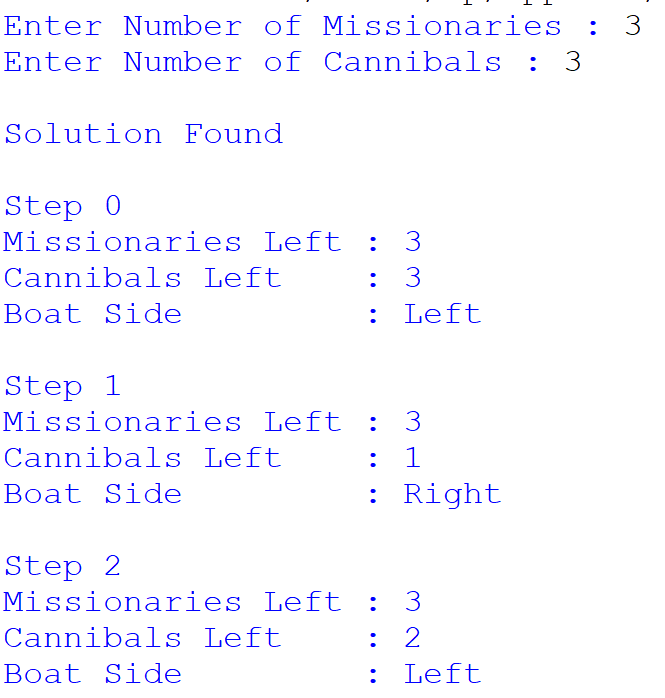 Enter Number of Missionaries : 3
Enter Number of Cannibals : 3
Solution Found
Step 0
Missionaries Left : 3
Cannibals Left    : 3
Boat Side         : Left
Step 1
Missionaries Left : 3
Cannibals Left    : 1
Boat Side         : Right
Step 2
Missionaries Left : 3
Cannibals Left    : 2
Boat Side         : Left